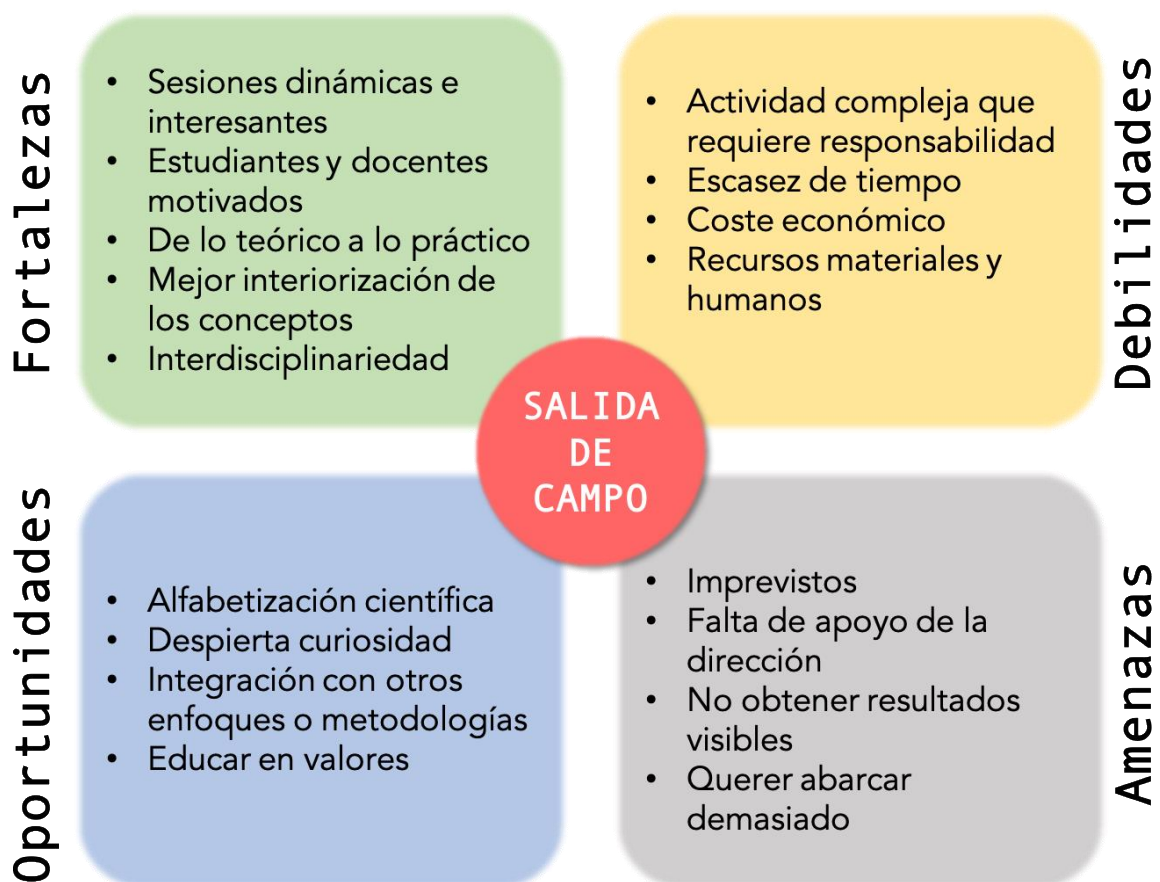 Fortalezas
• Sesiones dinámicas e
interesantes
• Estudiantes y docentes
motivados
• De lo teórico a lo práctico
• Mejor interiorización de
los conceptos
• Interdisciplinariedad
Debilidades
• Actividad compleja que
requiere responsabilidad
• Escasez de tiempo
• Coste económico
• Recursos materiales y
humanos
SALIDA
DE
CAMPO
Oportunidades
• Alfabetización científica
• Despierta curiosidad
• Integración con otros
enfoques o metodologías
• Educar en valores
Amenazas
• Imprevistos
• Falta de apoyo de la
dirección
• No obtener resultados
visibles
• Querer abarcar
demasiado